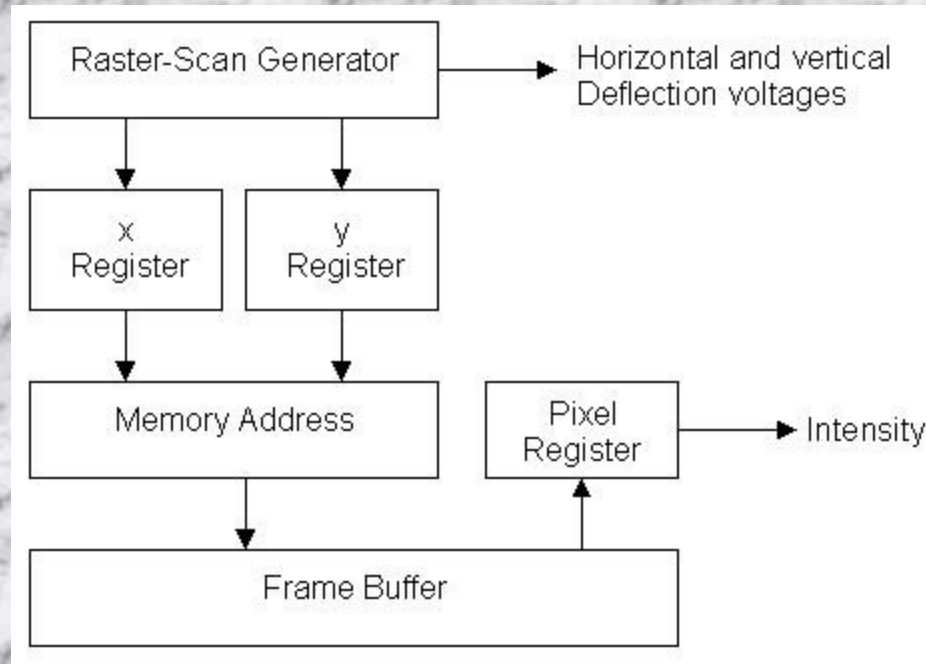 Raster-Scan Generator
Horizontal and vertical
Deflection voltages
x
Register
y
Register
Memory Address
Pixel
Register
Intensity
Frame Buffer